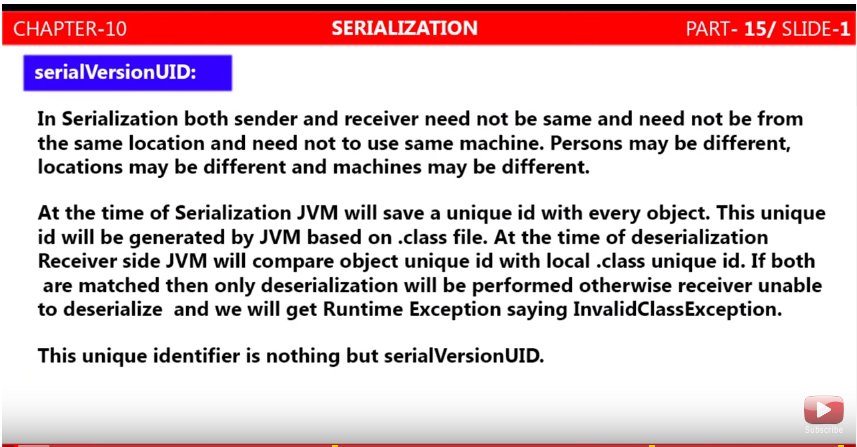 CHAPTER-10 SERIALIZATION PART- 15/ SLIDE-1
serialVersionUID:
In Serialization both sender and receiver need not be same and need not be from
the same location and need not to use same machine. Persons may be different,
locations may be different and machines may be different.
At the time of Serialization JVM will save a unique id with every object. This unique
id will be generated by JVM based on .class file. At the time of deserialization
Receiver side JVM will compare object unique id with local .class unique id. If both
are matched then only deserialization will be performed otherwise receiver unable
to deserialize and we will get Runtime Exception saying InvalidClassException.
This unique identifier is nothing but serialVersionUID.
Subscribe